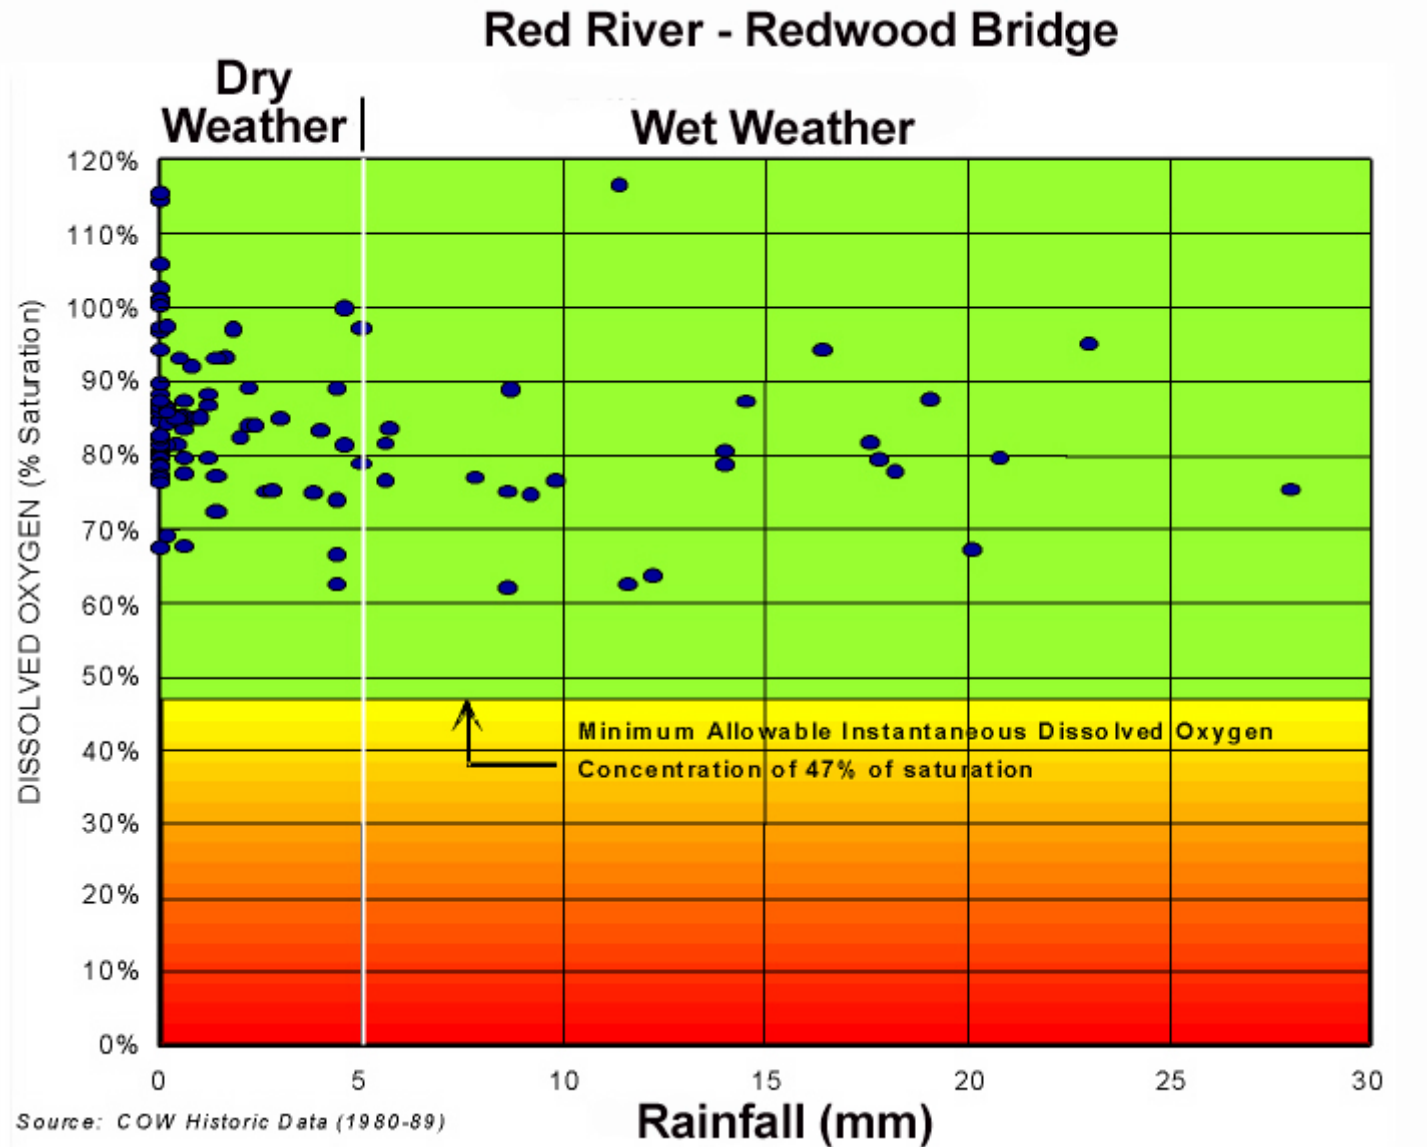 Red River - Redwood Bridge
Dry
Weather
Wet Weather
120%
110%
100%
90%
80%
70%
60%
50%
40%
30%
20%
10%
0%
DISSOLVED OXYGEN (% Saturation)
Minimum Allowable Instantaneous Dissolved Oxygen
Concentration of 47% of saturation
0 5 10 15 20 25 30
Rainfall (mm)
Source: COW Historic Data (1980-89)